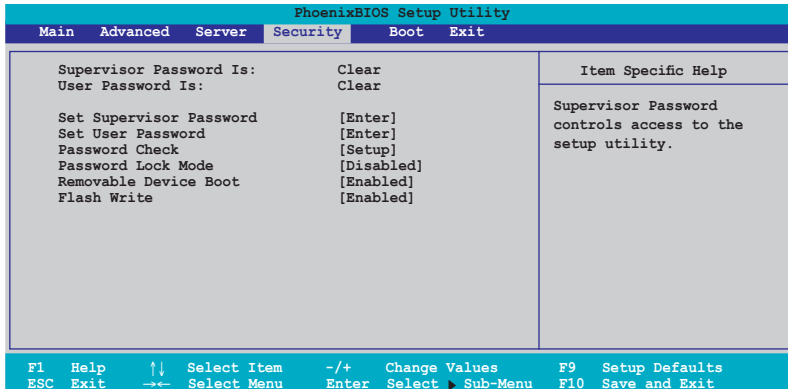 PhoenixBIOS Setup Utility
Main Advanced Server Security Boot Exit
Supervisor Password Is: Clear
User Password Is: Clear
Set Supervisor Password [Enter]
Set User Password [Enter]
Password Check [Setup]
Password Lock Mode [Disabled]
Removable Device Boot [Enabled]
Flash Write [Enabled]
Item Specific Help
Supervisor Password
controls access to the
setup utility.
F1 Help ↑↓ Select Item -/+ Change Values F9 Setup Defaults
ESC Exit →← Select Menu Enter Select ▶ Sub-Menu F10 Save and Exit